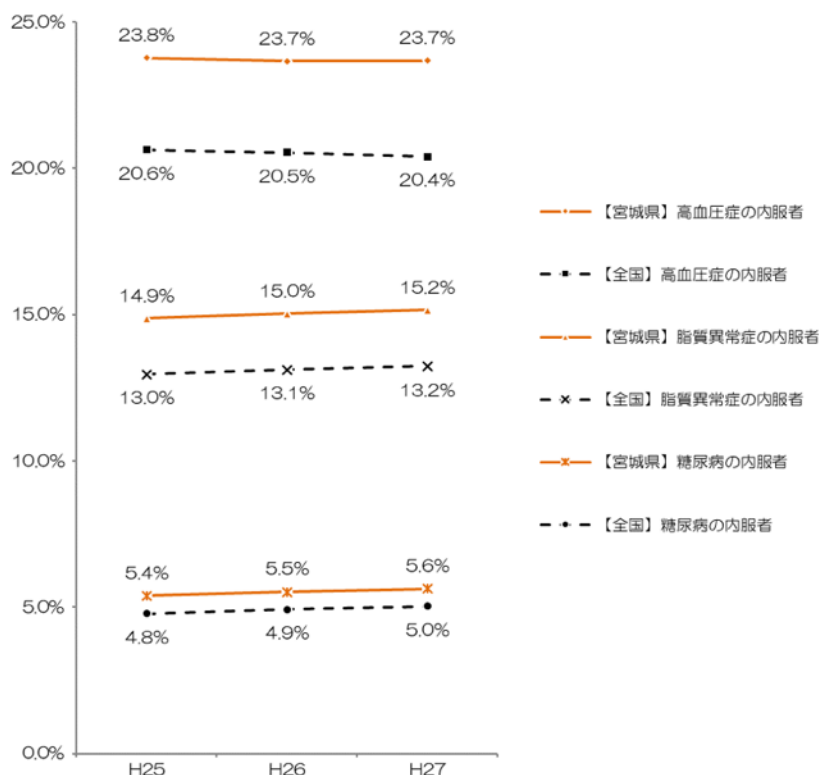 25.0%
23.8%
23.7%
23.7%
20.6%
20.5%
20.4%
20.0%
14.9%
15.0%
15.2%
15.0%
13.0%
13.1%
13.2%
10.0%
5.4%
5.5%
5.6%
5.0%
4.8%
4.9%
5.0%
0.0%
H25
H26
H27
【宮城県】高血圧症の内服者
【全国】高血圧症の内服者
【宮城県】脂質異常症の内服者
【全国】脂質異常症の内服者
【宮城県】糖尿病の内服者
【全国】糖尿病の内服者